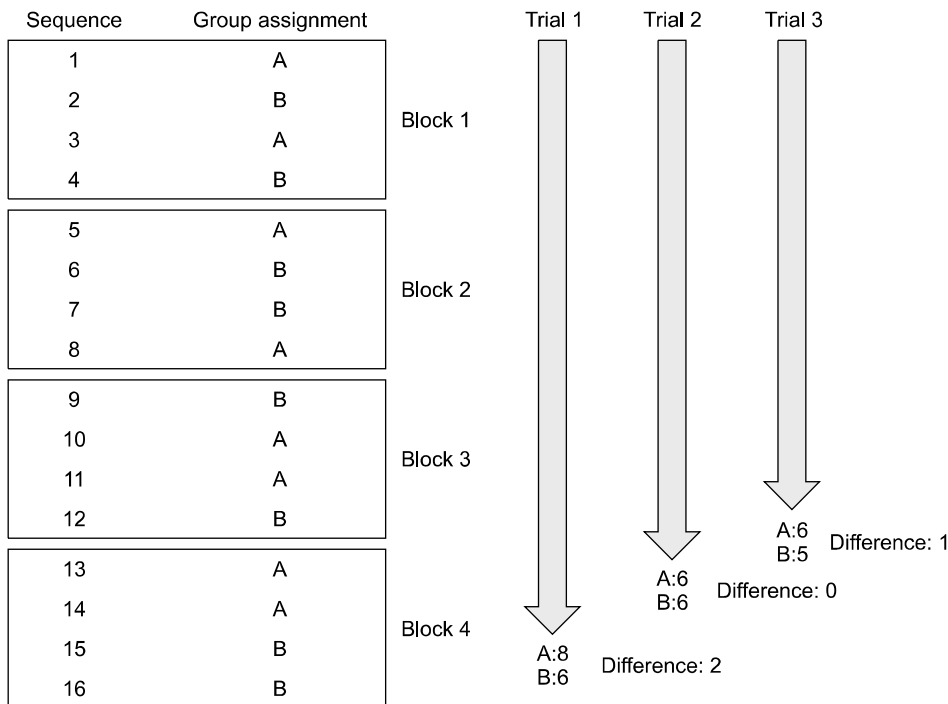 Sequence Group assignment Trial 1 Trial 2 Trial 3
1 A
2 B
Block 1
3 A
4 B
5 A
6 B
Block 2
7 B
8 A
9 B
10 A
Block 3
11 A
12 B
A:6
B:5
Difference: 1
13 A
A:6
B:6
Difference: 0
14 A
Block 4
15 B
A:8
B:6
Difference: 2
16 B